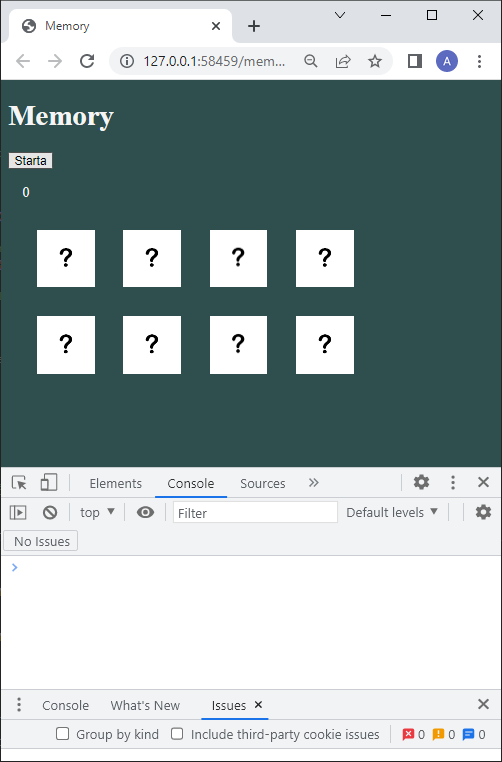 Memory
127.0.0.1:58459/mem...
A
Memory
Starta
0
? ? ? ?
? ? ? ?
Elements Console Sources
top Filter Default levels
No Issues
Console What's New Issues
Group by kind Include third-party cookie issues 0 0 0